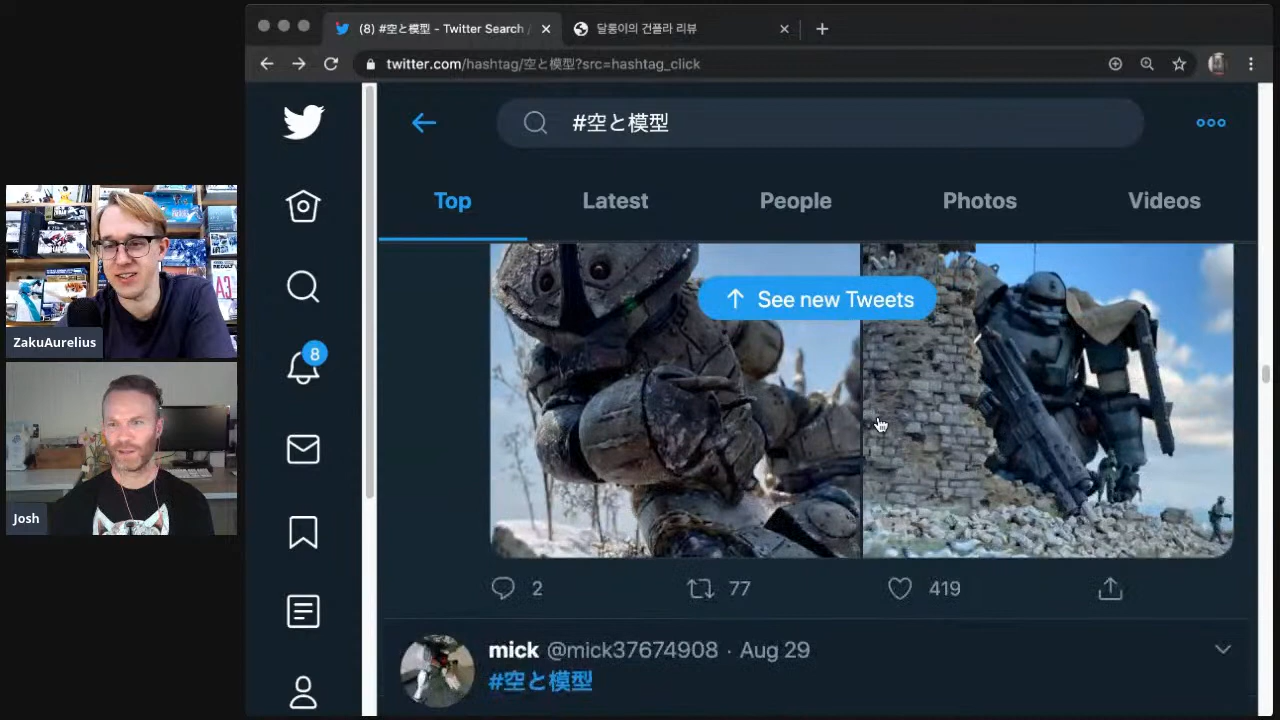 (8) #空と模型 - Twitter Search /
달롱이의 건플라 리뷰
twitter.com/hashtag/空と模型?src=hashtag_click
#空と模型
Top
Latest
People
Photos
Videos
See new Tweets
ZakuAurelius
8
Josh
2
77
419
mick @mick37674908 · Aug 29
#空と模型